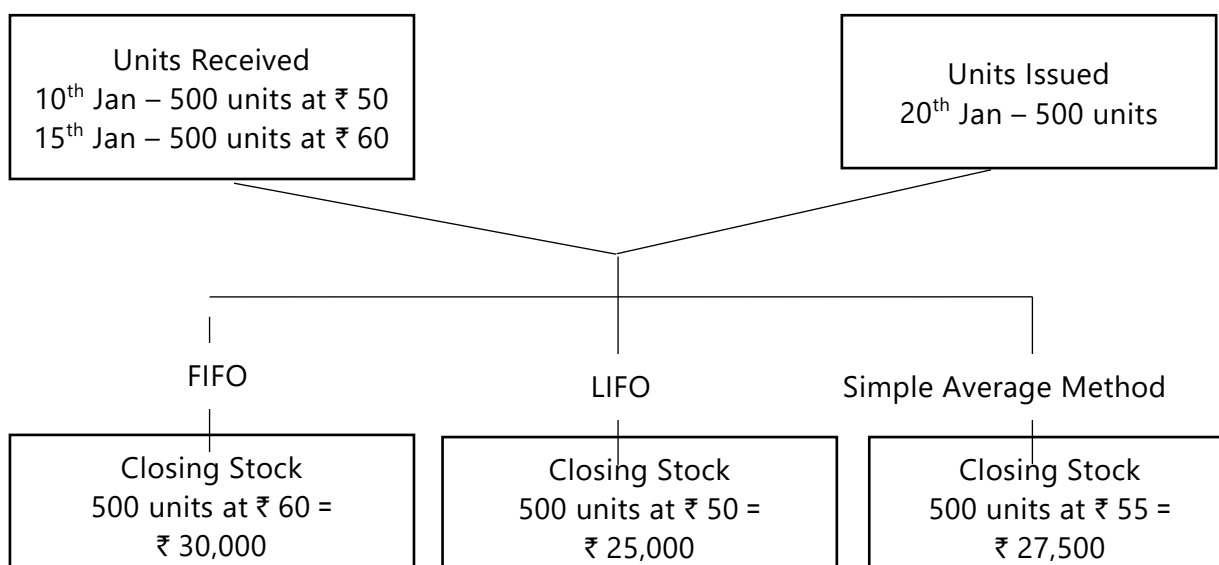 Units Received
10th Jan – 500 units at ₹ 50
15th Jan – 500 units at ₹ 60
Units Issued
20th Jan – 500 units
FIFO
LIFO
Simple Average Method
Closing Stock
500 units at ₹ 60 =
₹ 30,000
Closing Stock
500 units at ₹ 50 =
₹ 25,000
Closing Stock
500 units at ₹ 55 =
₹ 27,500